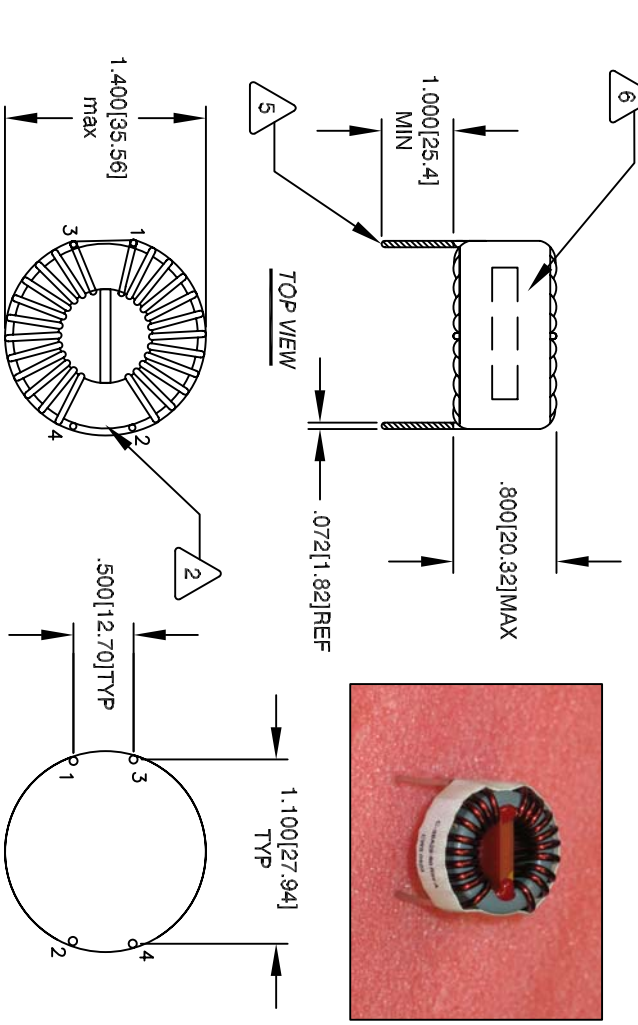 6
5
1.000[25.4]
MIN
.800[20.32]MAX
.072[1.82]REF
TOP VIEW
1.400[35.56]
max
1
3
2
4
2
.500[12.70]TYP
1.100[27.94]
TYP
3
1
4
2